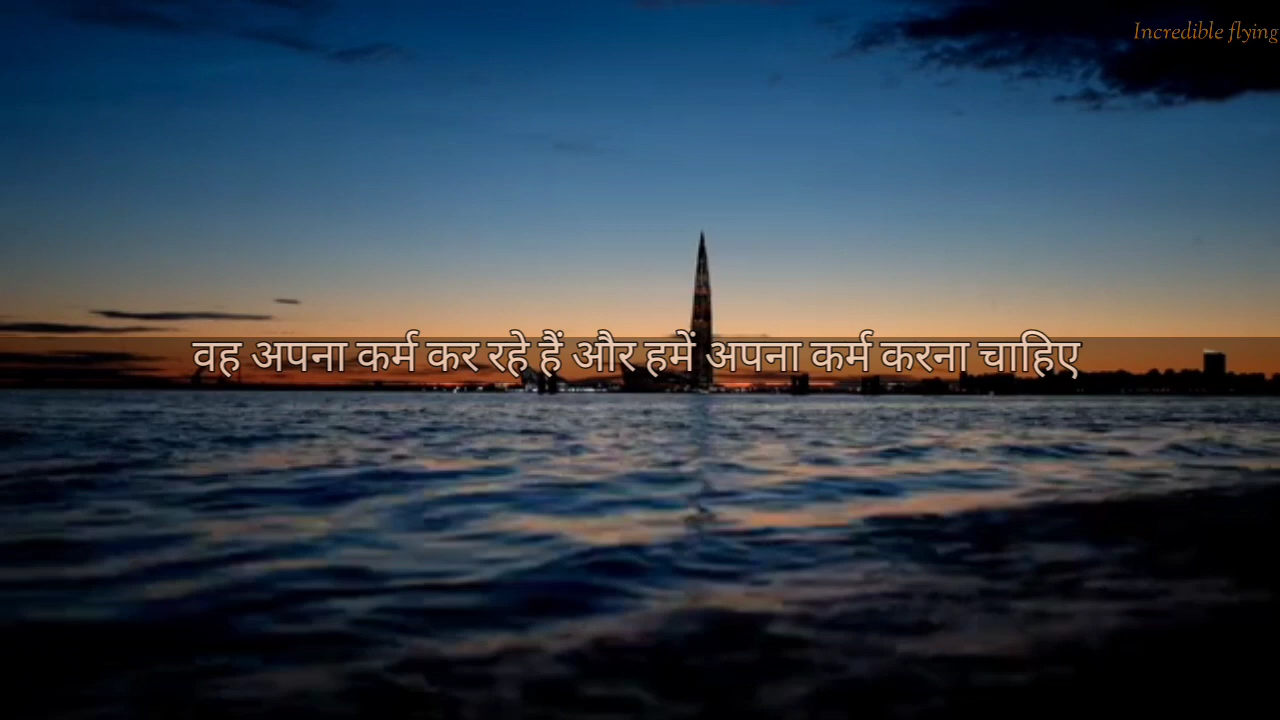 Incredible flying
वह अपना कर्म कर रहे हैं और हमें अपना कर्म करना चाहिए